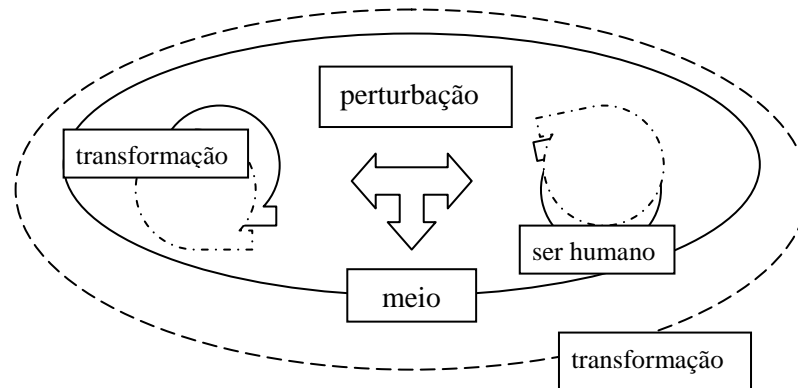 perturbação
transformação
ser humano
meio
transformação